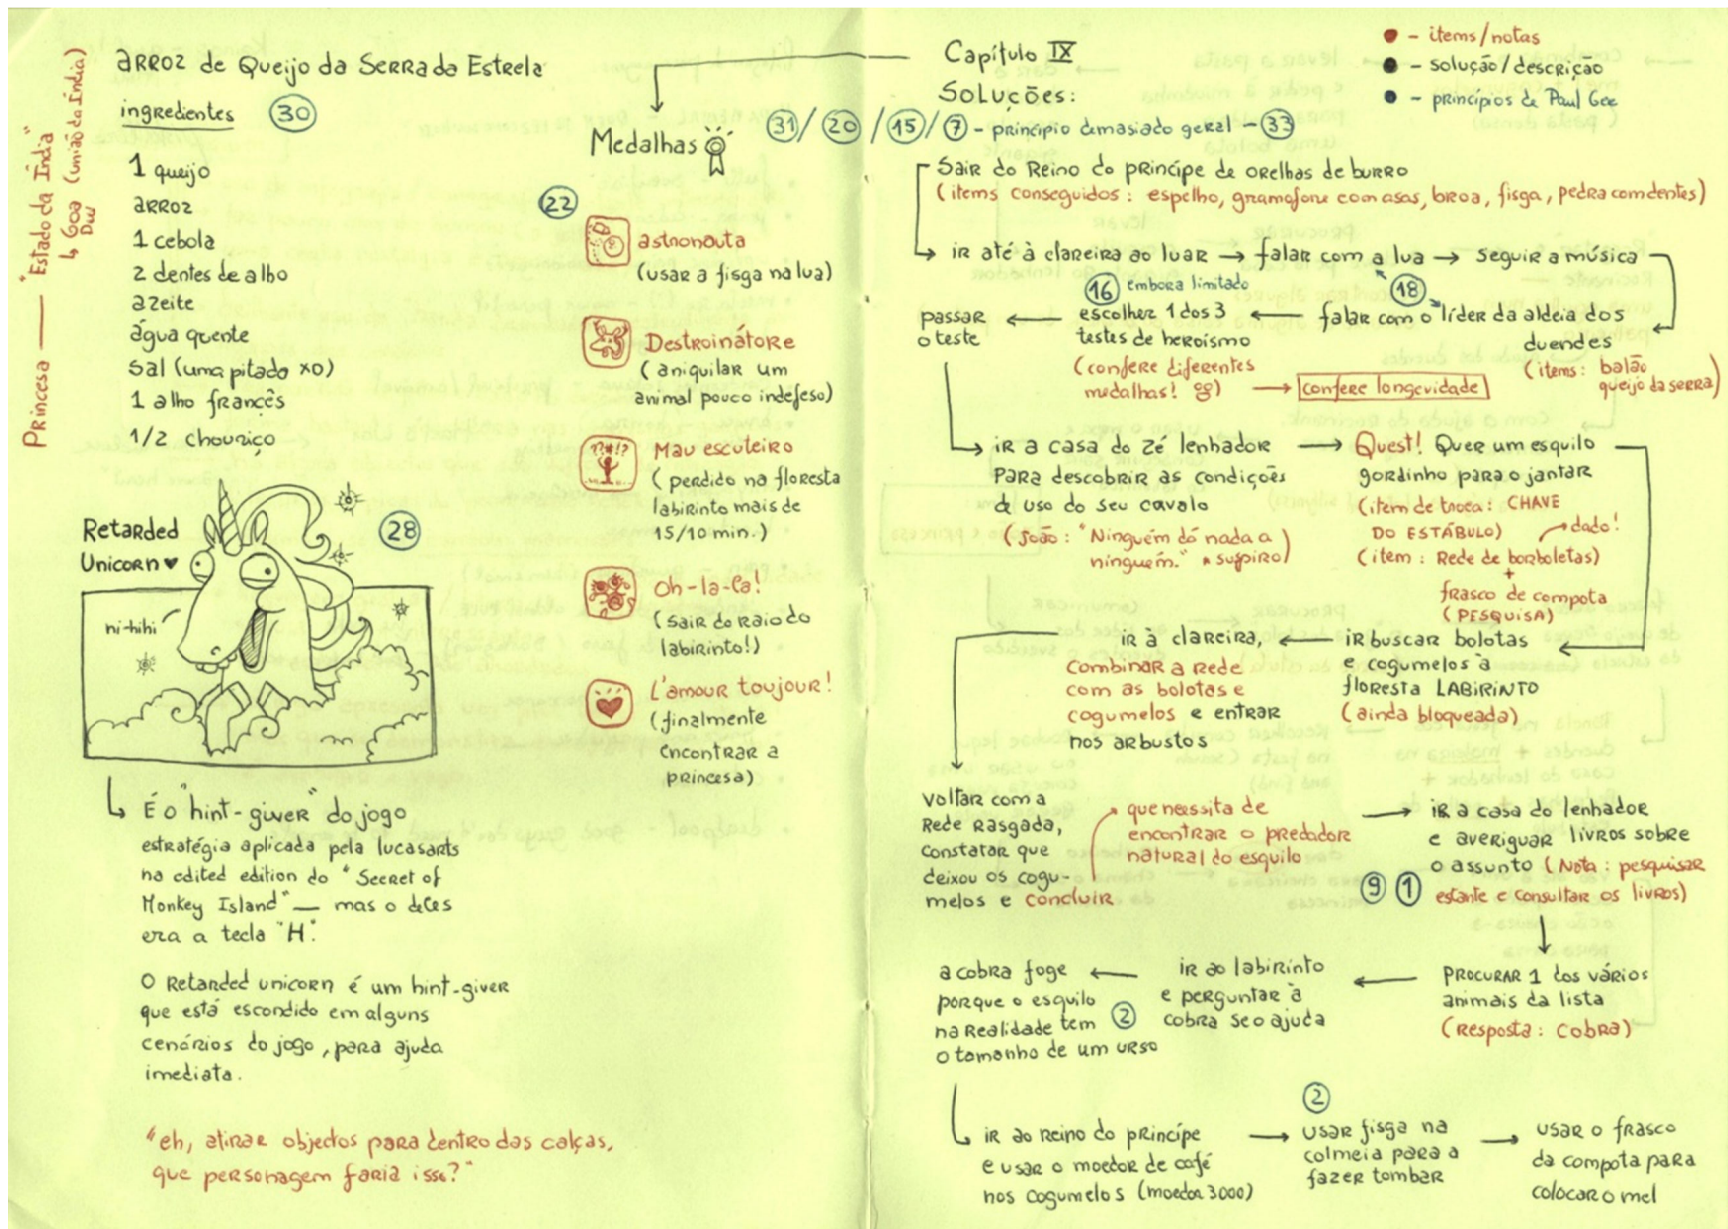 Princesa — "Estado da Índia"
↳ Goa (união da Índia)
Diu
arroz de Queijo da Serra da Estrela
ingredientes 30
1 queijo
arroz
1 cebola
2 dentes de alho
azeite
água quente
sal (uma pitada xD)
1 alho francês
1/2 chouriço
Retarded
Unicorn ♥
28
ni-hihi
É o "hint-giver" do jogo
estratégia aplicada pela lucasarts
na edited edition do "Secret of
Monkey Island" — mas o deles
era a tecla "H".
O Retarded unicorn é um hint-giver
que está escondido em alguns
cenários do jogo, para ajuda
imediata.
"eh, atirar objectos para dentro das calças,
que personagem faria isso?"
Medalhas
22
astronauta
(usar a fisga na lua)
Destroinátore
(aniquilar um
animal pouco indefeso)
??#!?
Mau escuteiro
(perdido na floresta
labirinto mais de
15/10 min.)
Oh-la-la!
(sair do raio do
labirinto!)
L'amour toujour!
(finalmente
encontrar a
princesa)
Capítulo IX
Soluções:
- items/notas
- solução/descrição
- princípios de Paul Gee
31 / 20 / 15 / 7 - princípio demasiado geral - 33
Sair do Reino do príncipe de orelhas de burro
(items conseguidos: espelho, gramofone com asas, broa, fisga, pedra com dentes)
ir até à clareira ao luar → falar com a lua → seguir a música
16 embora limitado
18
falar com o líder da aldeia dos
duendes
(items: balão
queijo da serra)
escolher 1 dos 3
testes de heroísmo
(confere diferentes
medalhas!) → confere longevidade
passar
o teste
ir a casa do Zé lenhador
para descobrir as condições
de uso do seu cavalo
(João: "Ninguém dá nada a
ninguém." *suspiro)
Quest! Quer um esquilo
gordinho para o jantar
(item de troca: CHAVE
DO ESTÁBULO)
dado!
(item: Rede de borboletas)
+
frasco de compota
(PESQUISA)
ir buscar bolotas
e cogumelos à
floresta LABIRINTO
(ainda bloqueada)
ir à clareira,
combinar a rede
com as bolotas e
cogumelos e entrar
nos arbustos
voltar com a
Rede Rasgada,
constatar que
deixou os cogu-
melos e concluir
que necessita de
encontrar o predador
natural do esquilo
ir a casa do lenhador
e averiguar livros sobre
o assunto (Nota: pesquisar
9 1 estante e consultar os livros)
PROCURAR 1 dos vários
animais da lista
(Resposta: cobra)
ir ao labirinto
e perguntar à
cobra se o ajuda
a cobra foge
porque o esquilo
na Realidade tem 2
o tamanho de um urso
ir ao reino do príncipe
e usar o moedor de café
nos cogumelos (moedor 3000)
2
usar fisga na
colmeia para a
fazer tombar
usar o frasco
da compota para
colocar o mel